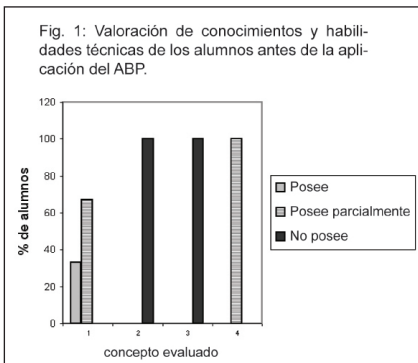 Fig. 1: Valoración de conocimientos y habili-
dades técnicas de los alumnos antes de la apli-
cación del ABP.
120
100
80
60
40
20
0
% de alumnos
1 2 3 4
concepto evaluado
Posee
Posee parcialmente
No posee